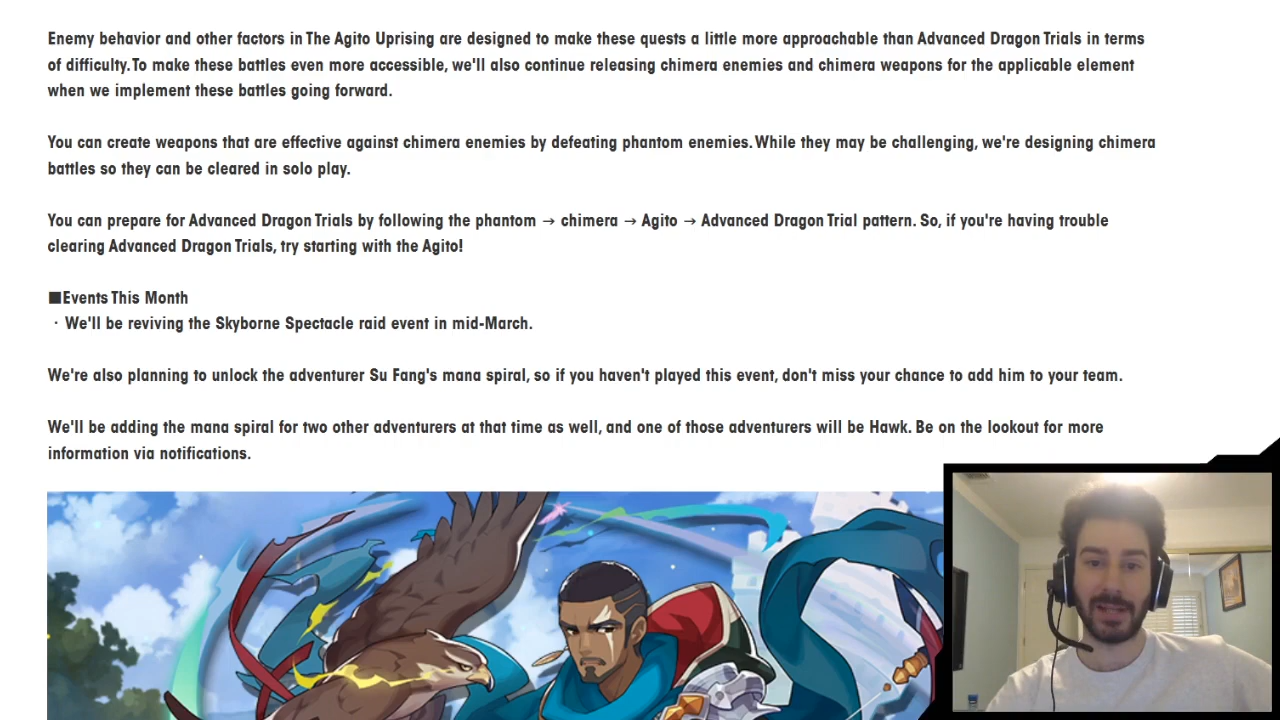 Enemy behavior and other factors in The Agito Uprising are designed to make these quests a little more approachable than Advanced Dragon Trials in terms
of difficulty. To make these battles even more accessible, we'll also continue releasing chimera enemies and chimera weapons for the applicable element
when we implement these battles going forward.
You can create weapons that are effective against chimera enemies by defeating phantom enemies. While they may be challenging, we're designing chimera
battles so they can be cleared in solo play.
You can prepare for Advanced Dragon Trials by following the phantom → chimera → Agito → Advanced Dragon Trial pattern. So, if you're having trouble
clearing Advanced Dragon Trials, try starting with the Agito!
■Events This Month
· We'll be reviving the Skyborne Spectacle raid event in mid-March.
We're also planning to unlock the adventurer Su Fang's mana spiral, so if you haven't played this event, don't miss your chance to add him to your team.
We'll be adding the mana spiral for two other adventurers at that time as well, and one of those adventurers will be Hawk. Be on the lookout for more
information via notifications.